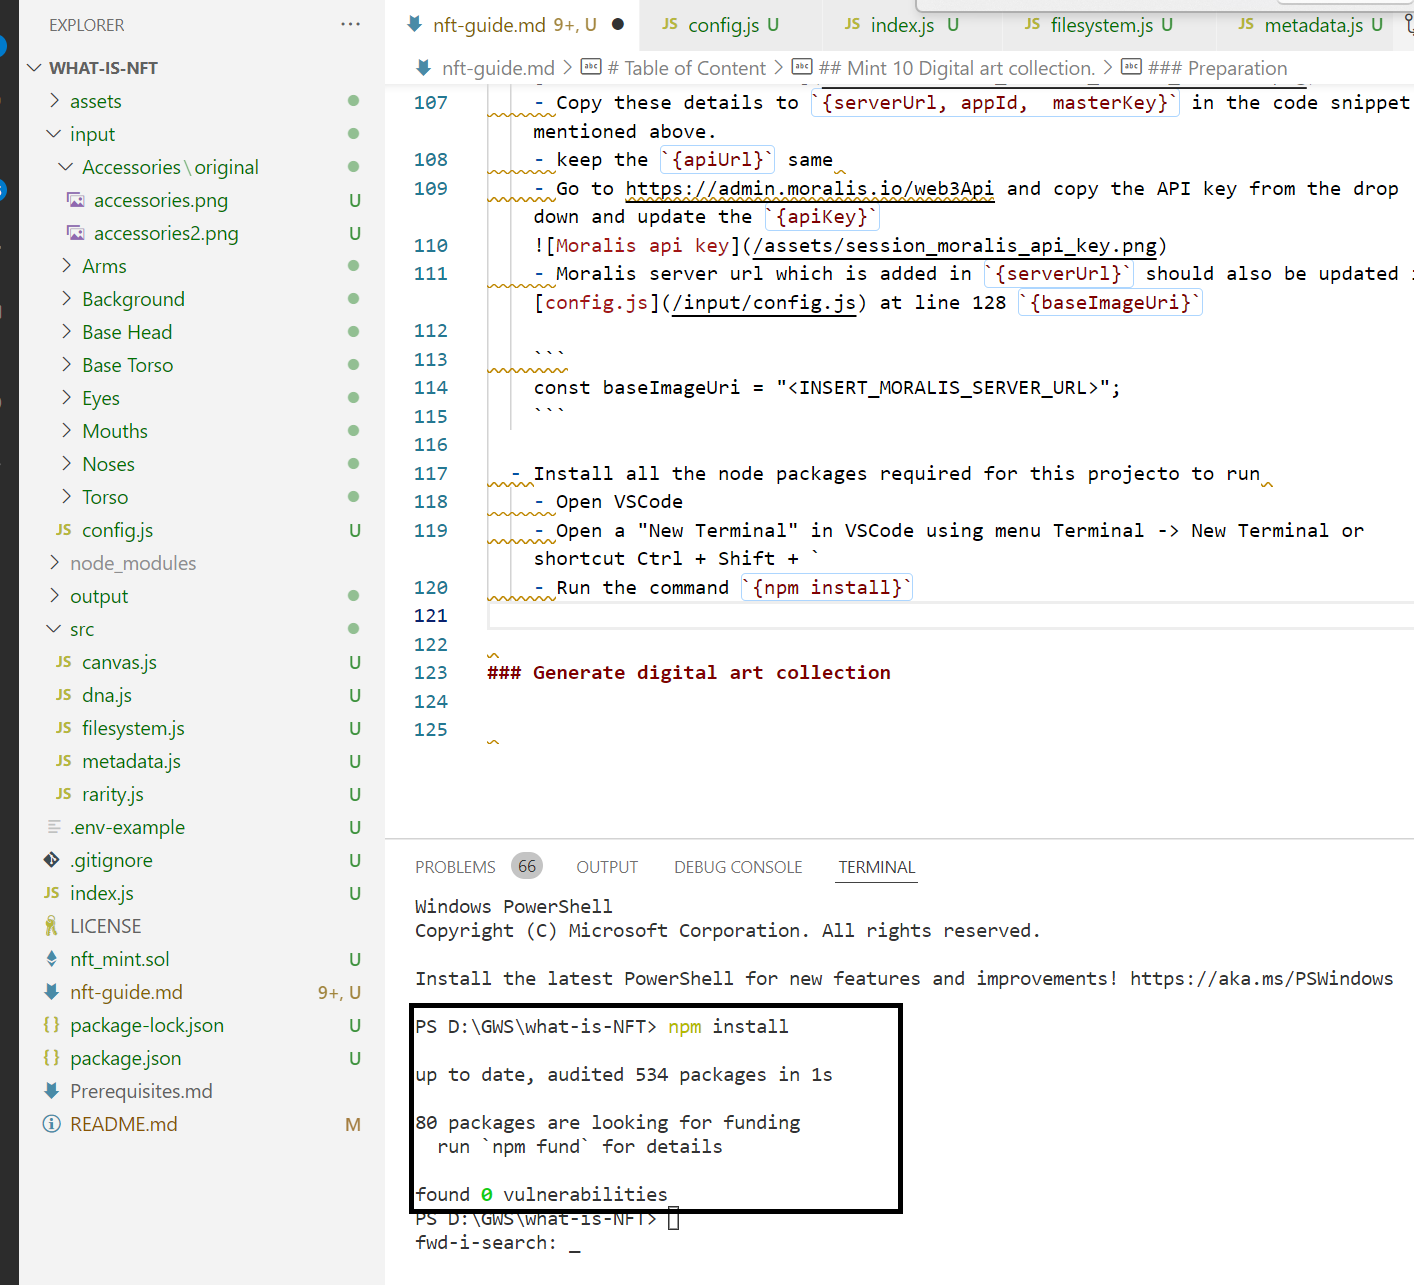 EXPLORER
...
WHAT-IS-NFT
assets
input
Accessories\original
accessories.png U
accessories2.png U
Arms
Background
Base Head
Base Torso
Eyes
Mouths
Noses
Torso
JS config.js U
node_modules
output
src
JS canvas.js U
JS dna.js U
JS filesystem.js U
JS metadata.js U
JS rarity.js U
.env-example U
.gitignore U
JS index.js U
LICENSE
nft_mint.sol U
nft-guide.md 9+, U
{} package-lock.json U
{} package.json U
Prerequisites.md
README.md M
nft-guide.md 9+, U JS config.js U JS index.js U JS filesystem.js U JS metadata.js U
nft-guide.md > abc # Table of Content > abc ## Mint 10 Digital art collection. > abc ### Preparation
107 - Copy these details to `{serverUrl, appId,  masterKey}` in the code snippet
mentioned above.
108 - keep the `{apiUrl}` same
109 - Go to https://admin.moralis.io/web3Api and copy the API key from the drop
down and update the `{apiKey}`
110 ![Moralis api key](/assets/session_moralis_api_key.png)
111 - Moralis server url which is added in `{serverUrl}` should also be updated
[config.js](/input/config.js) at line 128 `{baseImageUri}`
112
113 ```
114 const baseImageUri = "<INSERT_MORALIS_SERVER_URL>";
115 ```
116
117 - Install all the node packages required for this projecto to run
118 - Open VSCode
119 - Open a "New Terminal" in VSCode using menu Terminal -> New Terminal or
shortcut Ctrl + Shift + `
120 - Run the command `{npm install}`
121
122
123 ### Generate digital art collection
124
125
PROBLEMS 66 OUTPUT DEBUG CONSOLE TERMINAL
Windows PowerShell
Copyright (C) Microsoft Corporation. All rights reserved.
Install the latest PowerShell for new features and improvements! https://aka.ms/PSWindows
PS D:\GWS\what-is-NFT> npm install
up to date, audited 534 packages in 1s
80 packages are looking for funding
run `npm fund` for details
found 0 vulnerabilities
PS D:\GWS\what-is-NFT>
fwd-i-search: _